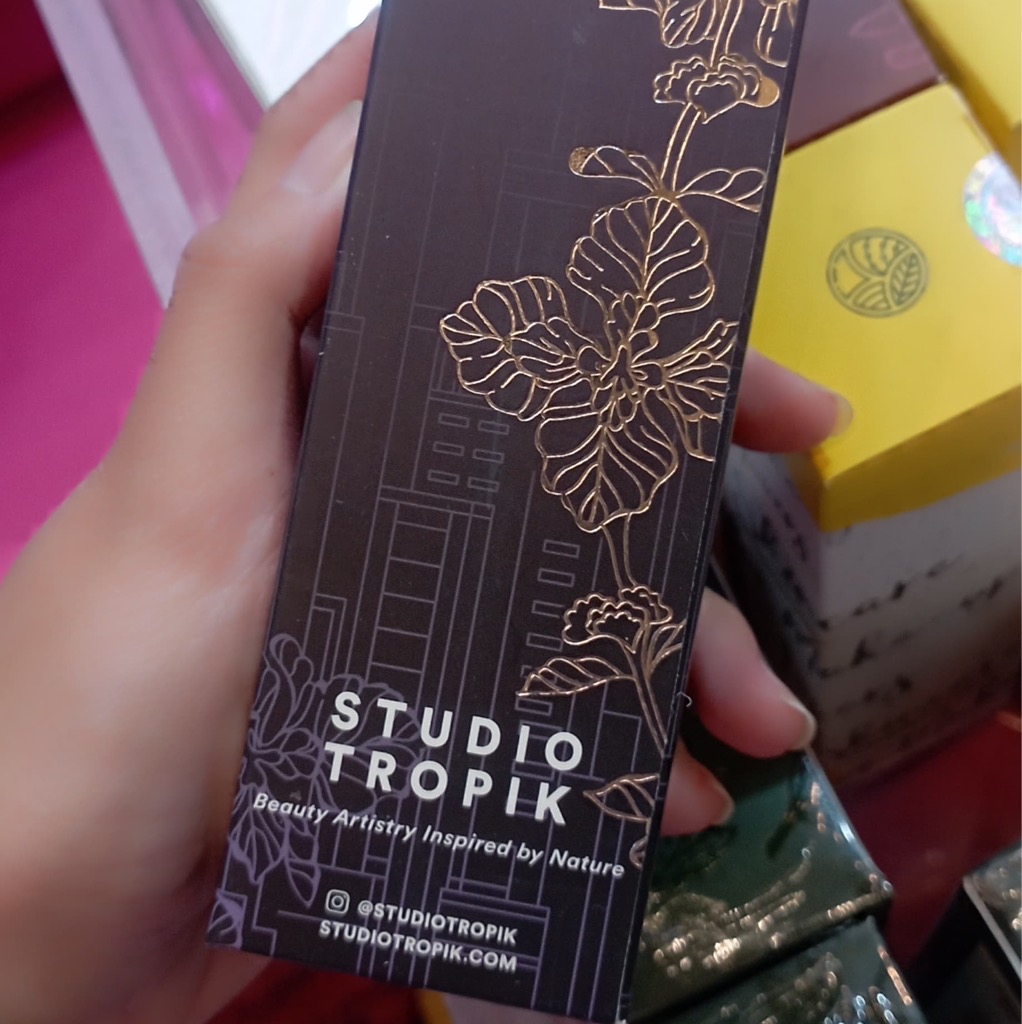 STUDIO
TROPIK
Beauty Artistry Inspired by Nature
@STUDIOTROPIK
STUDIOTROPIK.COM